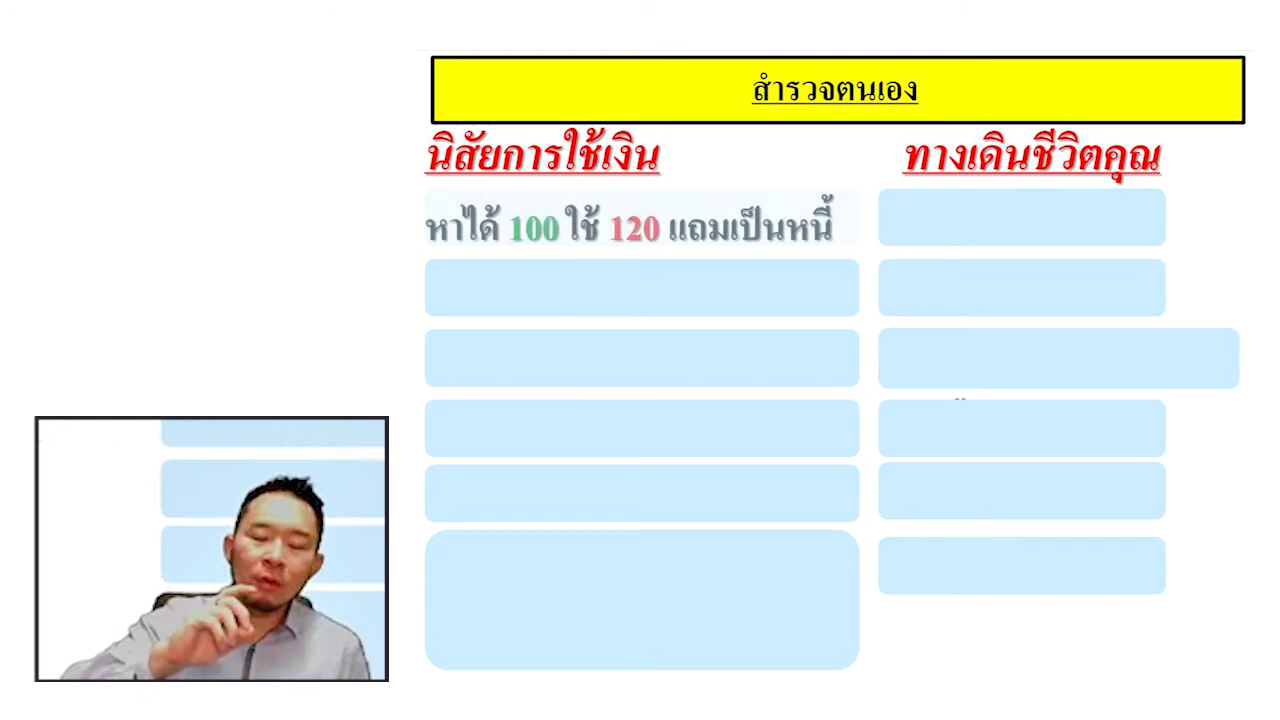 สำรวจตนเอง
นิสัยการใช้เงิน
ทางเดินชีวิตคุณ
หาได้ 100 ใช้ 120 แถมเป็นหนี้